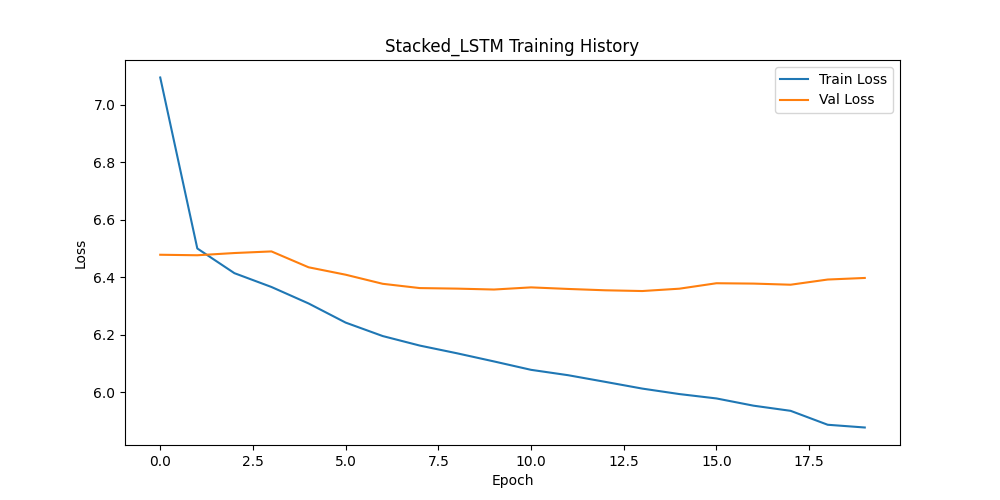 Stacked_LSTM Training History
Train Loss
Val Loss
7.0
6.8
6.6
6.4
6.2
6.0
Loss
0.0 2.5 5.0 7.5 10.0 12.5 15.0 17.5
Epoch